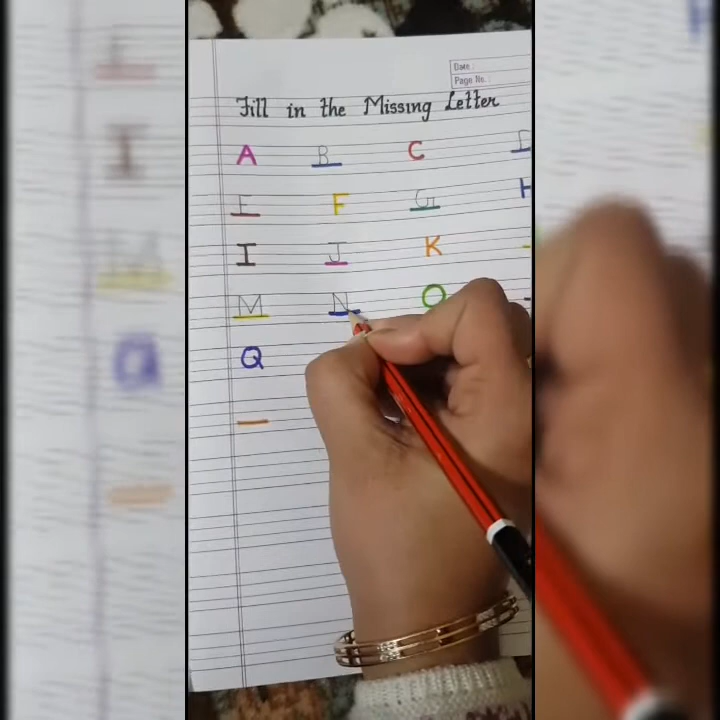 Date :
Page No. :
Fill in the Missing Letter
A B C D
E F G H
I J K
M N O
Q